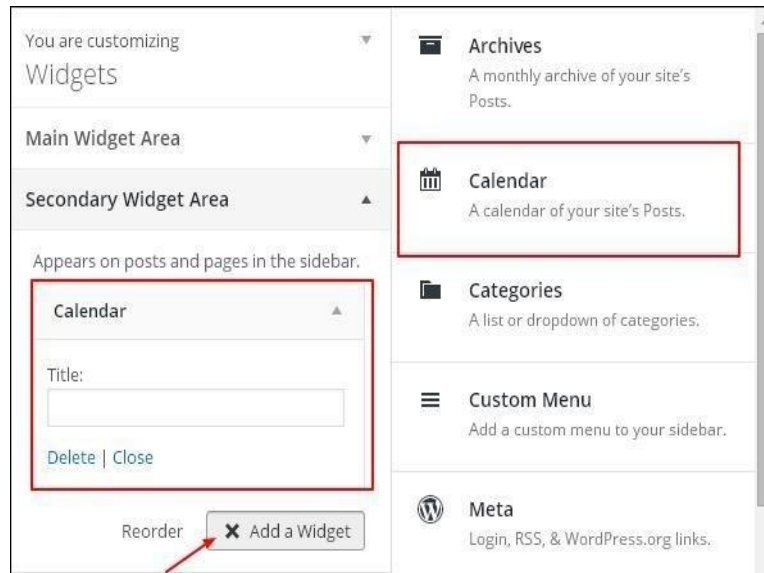 You are customizing
Widgets
Main Widget Area
Secondary Widget Area
Appears on posts and pages in the sidebar.
Calendar
Title:
Delete | Close
Reorder
Add a Widget
Archives
A monthly archive of your site's
Posts.
Calendar
A calendar of your site's Posts.
Categories
A list or dropdown of categories.
Custom Menu
Add a custom menu to your sidebar.
Meta
Login, RSS, & WordPress.org links.